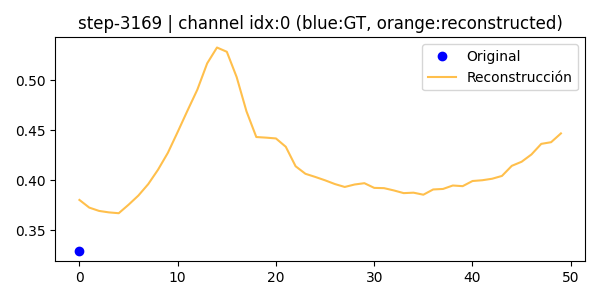 step-3169 | channel idx:0 (blue:GT, orange:reconstructed)
Original
Reconstrucción
0.50
0.45
0.40
0.35
0 10 20 30 40 50